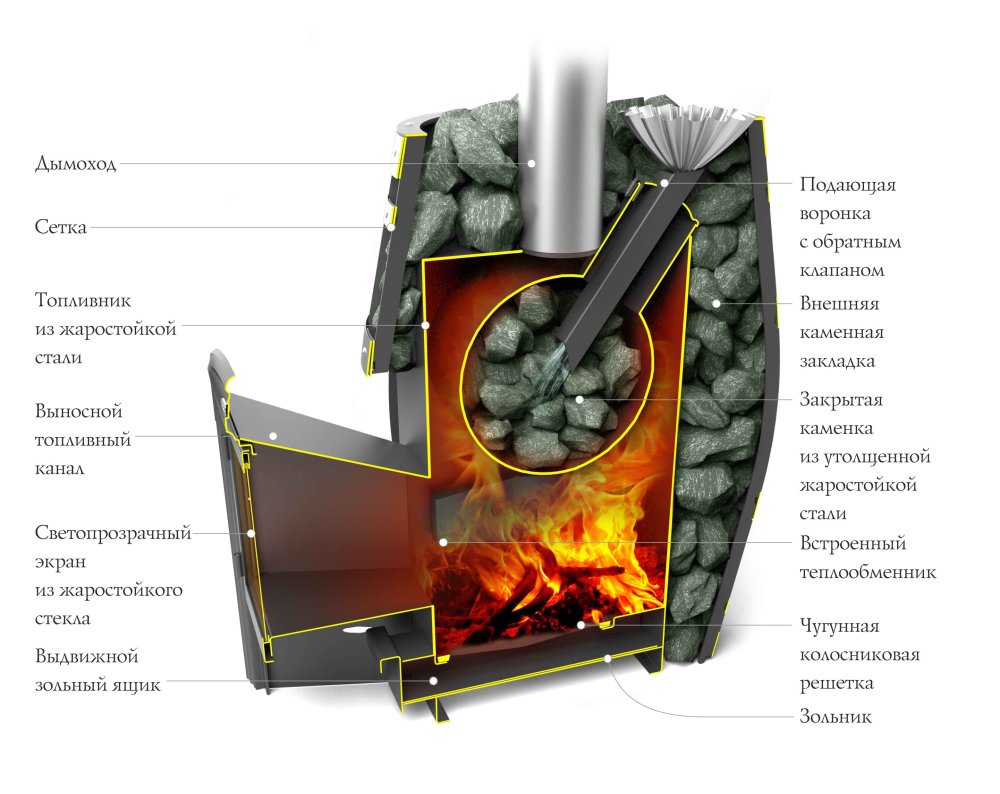 Дымоход
Сетка
Топливник
из жаростойкой
стали
Выносной
топливный
канал
Светопрозрачный
экран
из жаростойкого
стекла
Выдвижной
зольный ящик
Подающая
воронка
с обратным
клапаном
Внешняя
каменная
закладка
Закрытая
каменка
из утолщенной
жаростойкой
стали
Встроенный
теплообменник
Чугунная
колосниковая
решетка
Зольник